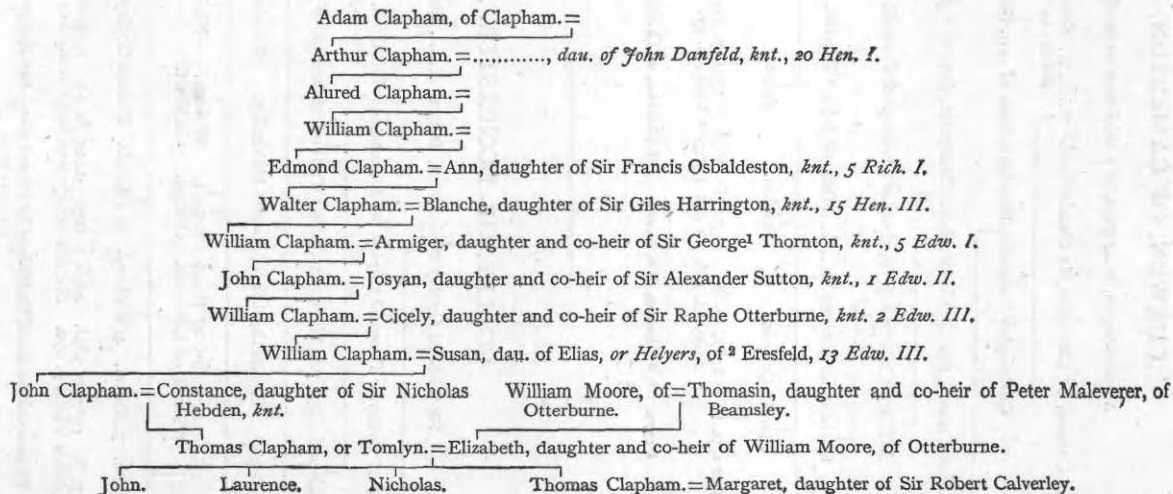 Adam Clapham, of Clapham.=
Arthur Clapham.=............, dau. of John Danfeld, knt., 20 Hen. I.
Alured Clapham.=
William Clapham.=
Edmond Clapham.=Ann, daughter of Sir Francis Osbaldeston, knt., 5 Rich. I.
Walter Clapham.=Blanche, daughter of Sir Giles Harrington, knt., 15 Hen. III.
William Clapham.=Armiger, daughter and co-heir of Sir George¹ Thornton, knt., 5 Edw. I.
John Clapham.=Josyan, daughter and co-heir of Sir Alexander Sutton, knt., 1 Edw. II.
William Clapham.=Cicely, daughter and co-heir of Sir Raphe Otterburne, knt. 2 Edw. III.
William Clapham.=Susan, dau. of Elias, or Helyers, of ² Eresfeld, 13 Edw. III.
John Clapham.=Constance, daughter of Sir Nicholas William Moore, of=Thomasin, daughter and co-heir of Peter Maleverer, of
Hebden, knt. Otterburne. Beamsley.
Thomas Clapham, or Tomlyn.=Elizabeth, daughter and co-heir of William Moore, of Otterburne.
John. Laurence. Nicholas. Thomas Clapham.=Margaret, daughter of Sir Robert Calverley.